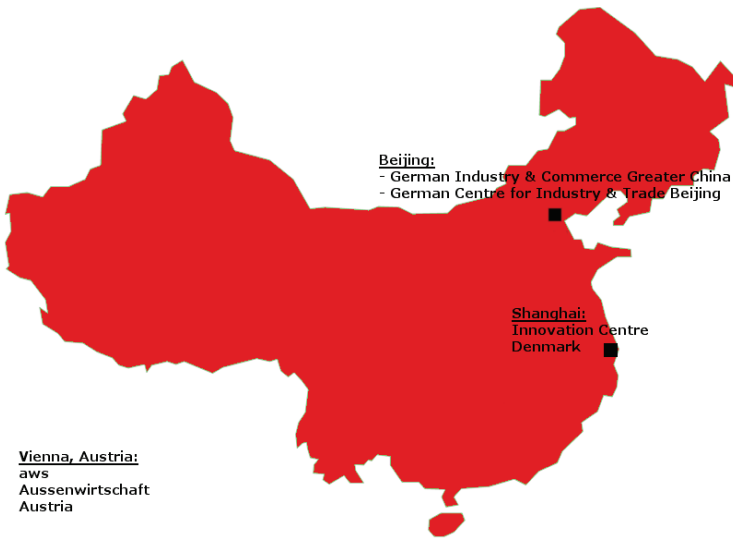 Beijing:
- German Industry & Commerce Greater China
- German Centre for Industry & Trade Beijing
Shanghai:
Innovation Centre
Denmark
Vienna, Austria:
aws
Aussenwirtschaft
Austria